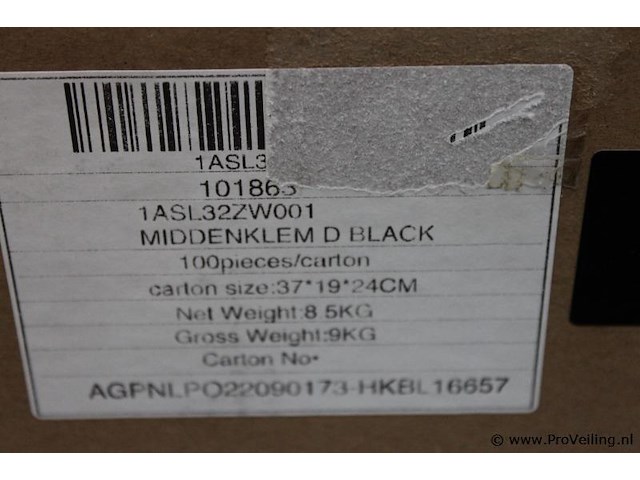 1ASL3
101863
1ASL32ZW001
MIDDENKLEM D BLACK
100pieces/carton
carton size:37*19*24CM
Net Weight:8.5KG
Gross Weight:9KG
Carton No•
AGPNLPO22090173-HKBL16657
© www.ProVeiling.nl